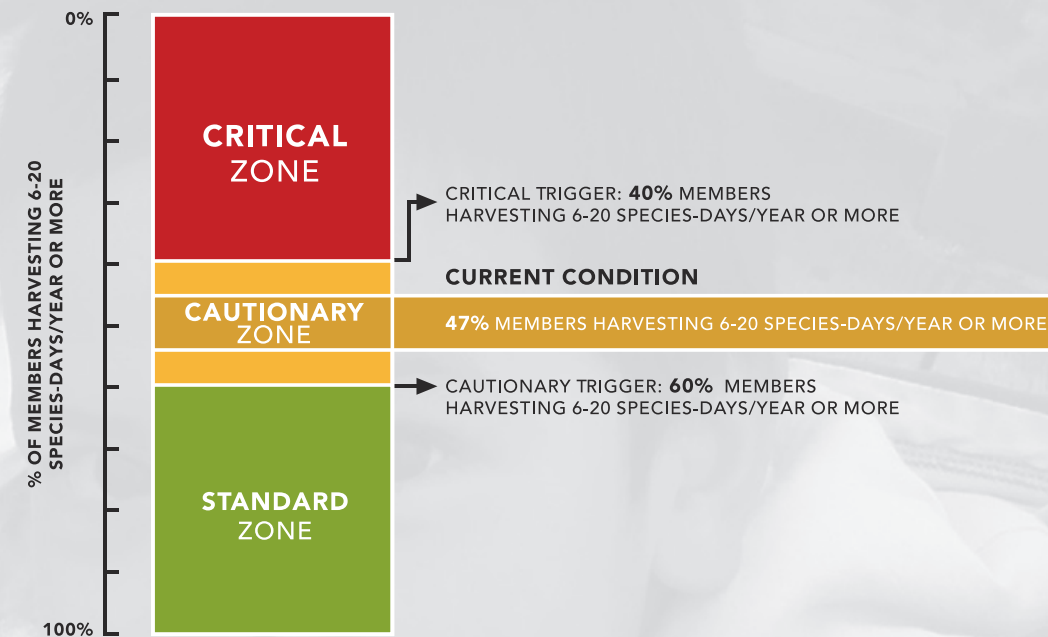 0%
% OF MEMBERS HARVESTING 6-20
SPECIES-DAYS/YEAR OR MORE
100%
CRITICAL
ZONE
CRITICAL TRIGGER: 40% MEMBERS
HARVESTING 6-20 SPECIES-DAYS/YEAR OR MORE
CURRENT CONDITION
CAUTIONARY
ZONE
47% MEMBERS HARVESTING 6-20 SPECIES-DAYS/YEAR OR MORE
CAUTIONARY TRIGGER: 60% MEMBERS
HARVESTING 6-20 SPECIES-DAYS/YEAR OR MORE
STANDARD
ZONE